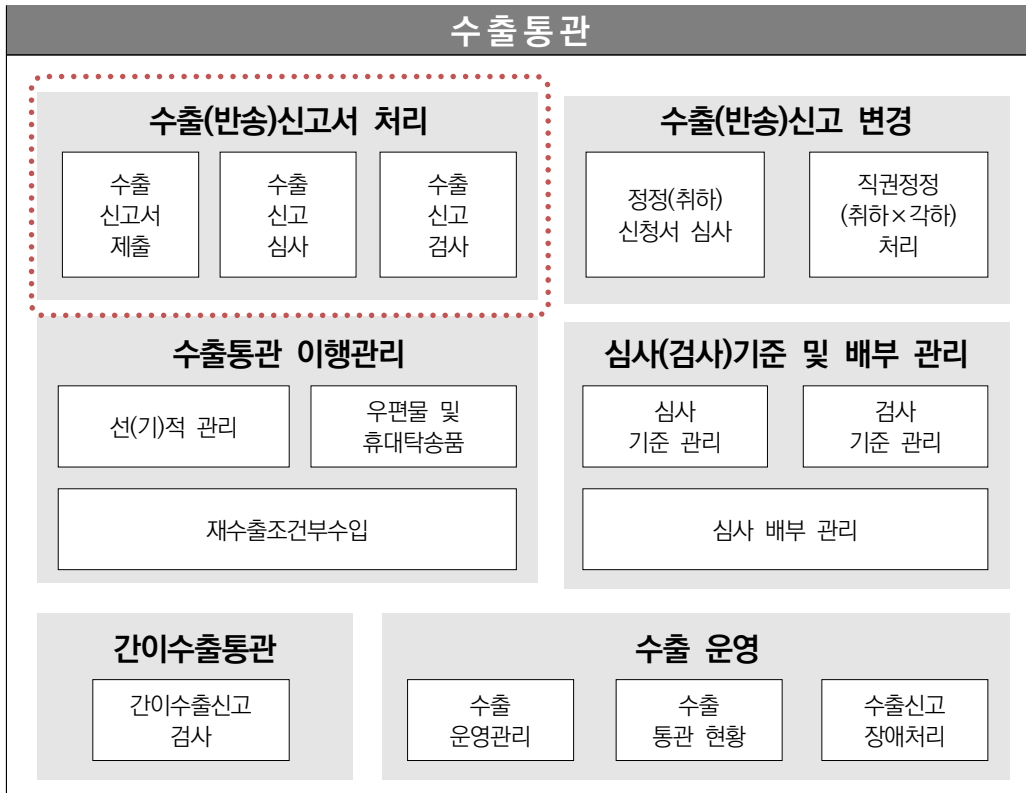 수출통관
수출(반송)신고서 처리
수출
신고서
제출
수출
신고
심사
수출
신고
검사
수출(반송)신고 변경
정정(취하)
신청서 심사
직권정정
(취하×각하)
처리
수출통관 이행관리
선(기)적 관리
우편물 및
휴대탁송품
재수출조건부수입
심사(검사)기준 및 배부 관리
심사
기준 관리
검사
기준 관리
심사 배부 관리
간이수출통관
간이수출신고
검사
수출 운영
수출
운영관리
수출
통관 현황
수출신고
장애처리